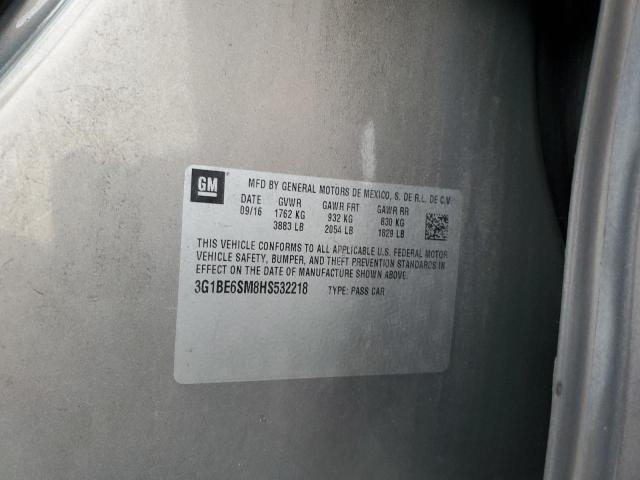 GM
MFD BY GENERAL MOTORS DE MEXICO, S. DE R.L. DE C.V.
DATE GVWR GAWR FRT GAWR RR
09/16 1762 KG 932 KG 830 KG
3883 LB 2054 LB 1829 LB
THIS VEHICLE CONFORMS TO ALL APPLICABLE U.S. FEDERAL MOTOR
VEHICLE SAFETY, BUMPER, AND THEFT PREVENTION STANDARDS IN
EFFECT ON THE DATE OF MANUFACTURE SHOWN ABOVE.
3G1BE6SM8HS532218 TYPE: PASS CAR